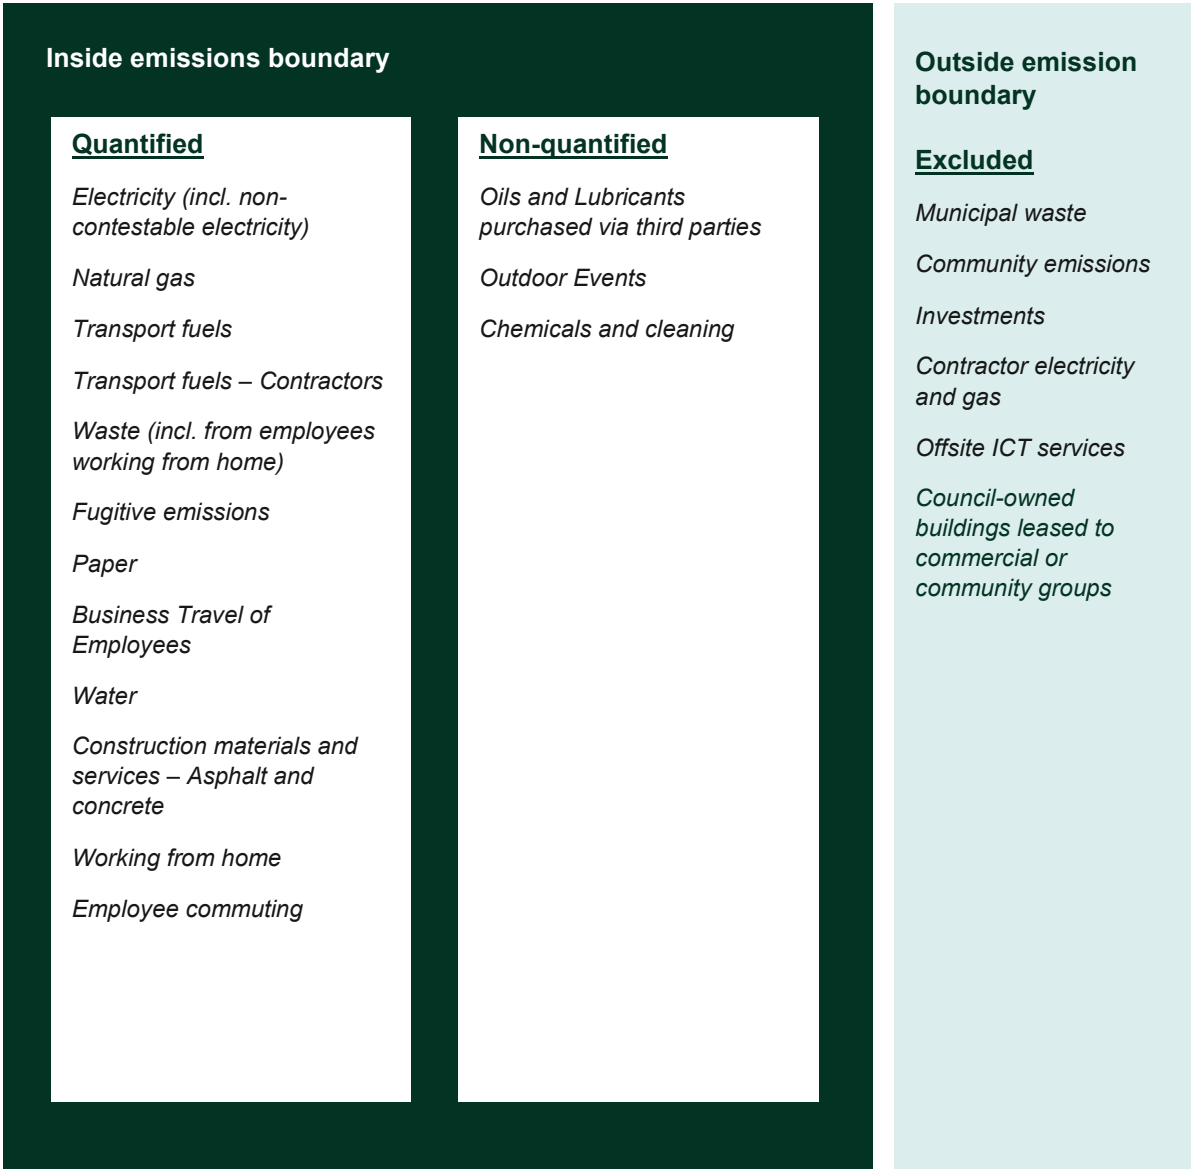 Inside emissions boundary
Quantified
Electricity (incl. non-
contestable electricity)
Natural gas
Transport fuels
Transport fuels – Contractors
Waste (incl. from employees
working from home)
Fugitive emissions
Paper
Business Travel of
Employees
Water
Construction materials and
services – Asphalt and
concrete
Working from home
Employee commuting
Non-quantified
Oils and Lubricants
purchased via third parties
Outdoor Events
Chemicals and cleaning
Outside emission
boundary
Excluded
Municipal waste
Community emissions
Investments
Contractor electricity
and gas
Offsite ICT services
Council-owned
buildings leased to
commercial or
community groups